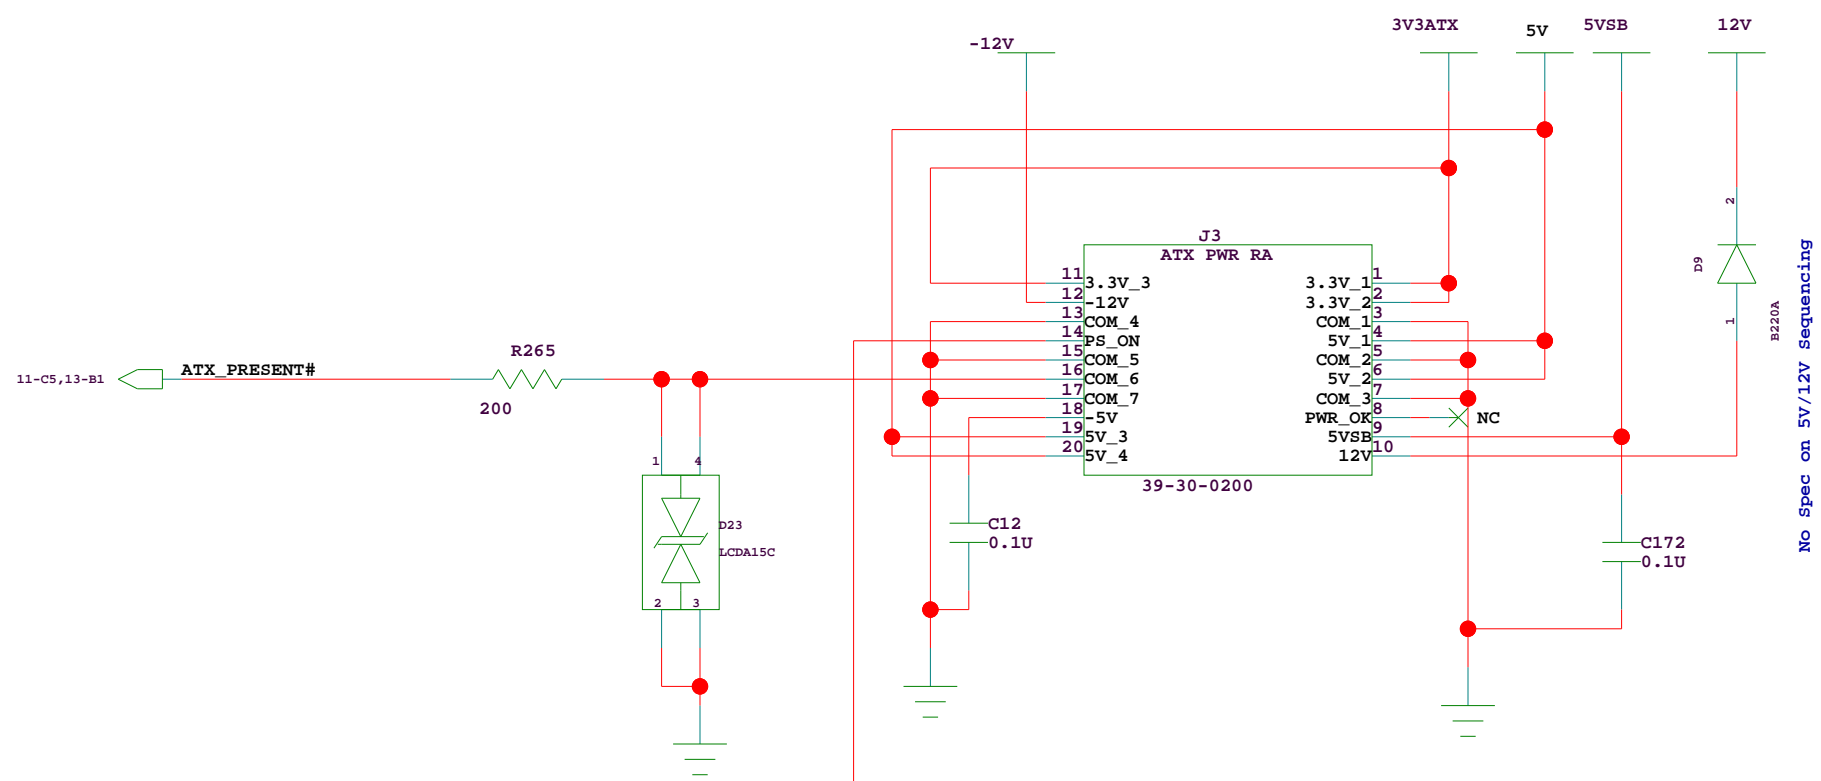 -12V
3V3ATX
5V
5VSB
12V
J3
ATX PWR RA
11
3.3V_3
12
-12V
13
COM_4
14
PS_ON
15
COM_5
16
COM_6
17
COM_7
18
-5V
19
5V_3
20
5V_4
1
3.3V_1
2
3.3V_2
3
COM_1
4
5V_1
5
COM_2
6
5V_2
7
COM_3
8
PWR_OK
NC
9
5VSB
10
12V
39-30-0200
11-C5,13-B1
ATX_PRESENT#
R265
200
1
4
D23
LCDA15C
2
3
C12
0.1U
C172
0.1U
2
D9
1
B220A
No Spec on 5V/12V Sequencing